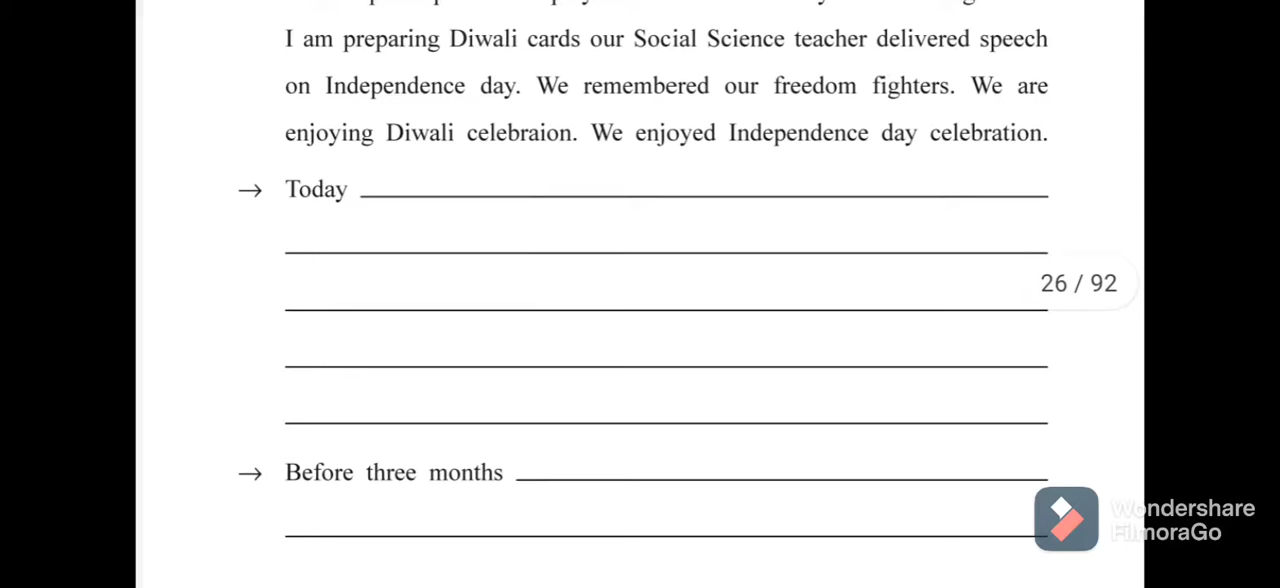 I am preparing Diwali cards our Social Science teacher delivered speech
on Independence day. We remembered our freedom fighters. We are
enjoying Diwali celebraion. We enjoyed Independence day celebration.
→ Today
26 / 92
→ Before three months
Wondershare
FilmoraGo